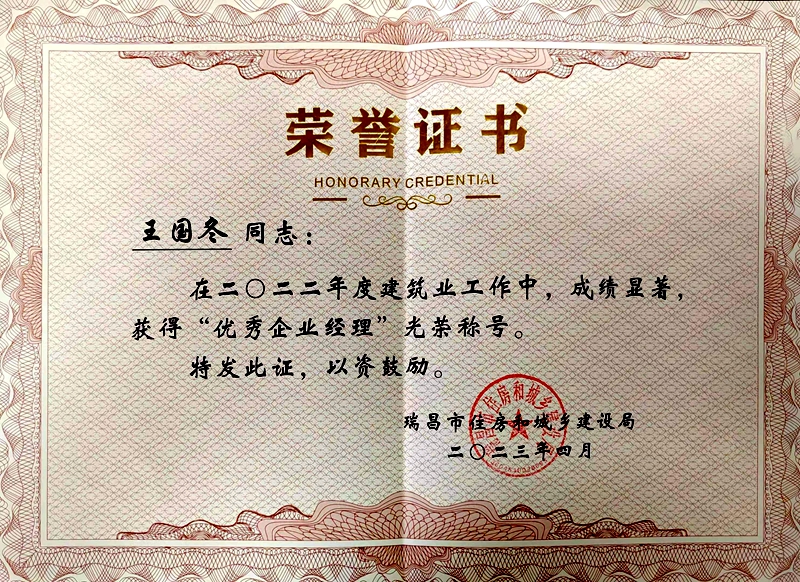 荣誉证书
HONORARY CREDENTIAL
王国冬 同志：
在二〇二二年度建筑业工作中，成绩显著，
获得“优秀企业经理”光荣称号。
特发此证，以资鼓励。
瑞昌市住房和城乡建设局
二〇二三年四月